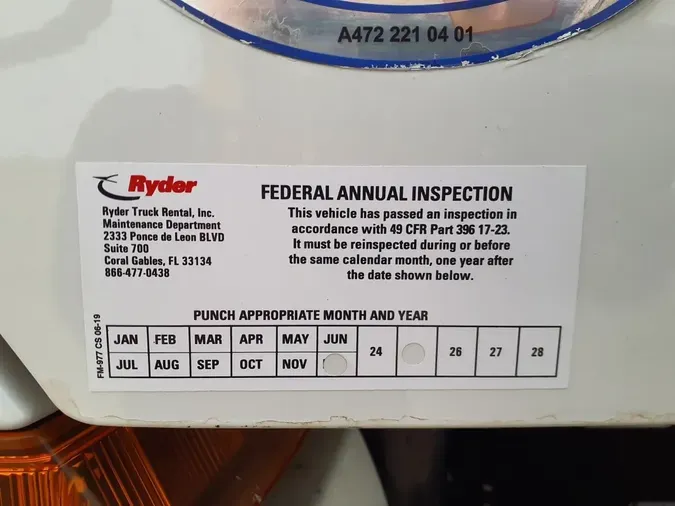 A472 221 04 01
Ryder
Ryder Truck Rental, Inc.
Maintenance Department
2333 Ponce de Leon BLVD
Suite 700
Coral Gables, FL 33134
866-477-0438
FEDERAL ANNUAL INSPECTION
This vehicle has passed an inspection in
accordance with 49 CFR Part 396 17-23.
It must be reinspected during or before
the same calendar month, one year after
the date shown below.
PUNCH APPROPRIATE MONTH AND YEAR
JAN FEB MAR APR MAY JUN
JUL AUG SEP OCT NOV
24 26 27 28
FM-977 CS 06-19